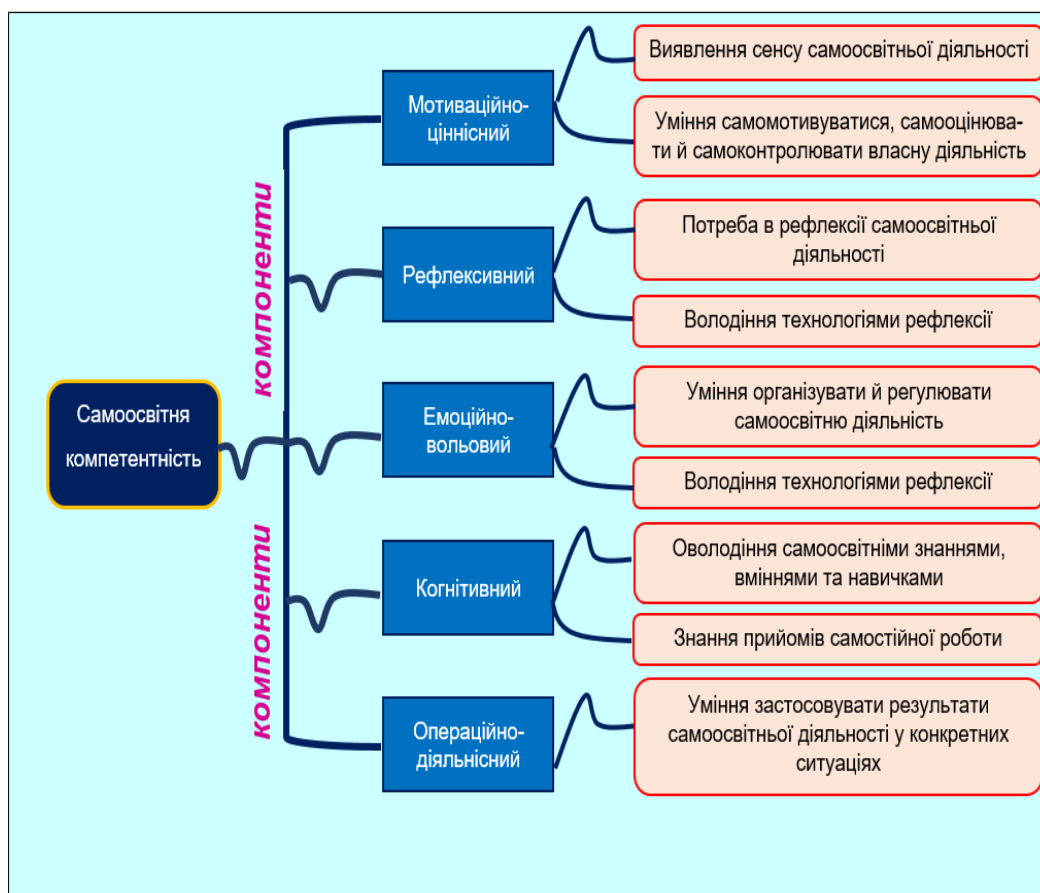 Самоосвітня
компетентність
компоненти
компоненти
Мотиваційно-
ціннісний
Виявлення сенсу самоосвітньої діяльності
Уміння самомотивуватися, самооцінюва-
ти й самоконтролювати власну діяльність
Рефлексивний
Потреба в рефлексії самоосвітньої
діяльності
Володіння технологіями рефлексії
Емоційно-
вольовий
Уміння організувати й регулювати
самоосвітню діяльність
Володіння технологіями рефлексії
Когнітивний
Оволодіння самоосвітніми знаннями,
вміннями та навичками
Знання прийомів самостійної роботи
Операційно-
діяльнісний
Уміння застосовувати результати
самоосвітньої діяльності у конкретних
ситуаціях